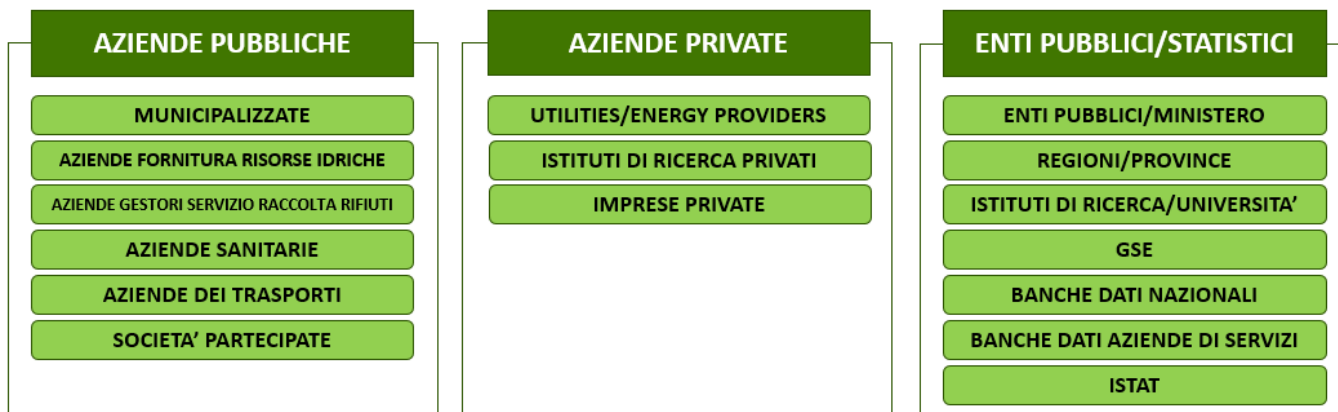 AZIENDE PUBBLICHE
MUNICIPALIZZATE
AZIENDE FORNITURA RISORSE IDRICHE
AZIENDE GESTORI SERVIZIO RACCOLTA RIFIUTI
AZIENDE SANITARIE
AZIENDE DEI TRASPORTI
SOCIETA’ PARTECIPATE
AZIENDE PRIVATE
UTILITIES/ENERGY PROVIDERS
ISTITUTI DI RICERCA PRIVATI
IMPRESE PRIVATE
ENTI PUBBLICI/STATISTICI
ENTI PUBBLICI/MINISTERO
REGIONI/PROVINCE
ISTITUTI DI RICERCA/UNIVERSITA’
GSE
BANCHE DATI NAZIONALI
BANCHE DATI AZIENDE DI SERVIZI
ISTAT